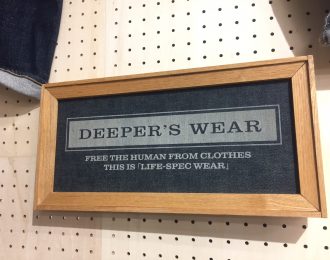 DEEPER'S WEAR
FREE THE HUMAN FROM CLOTHES
THIS IS「LIFE-SPEC WEAR」